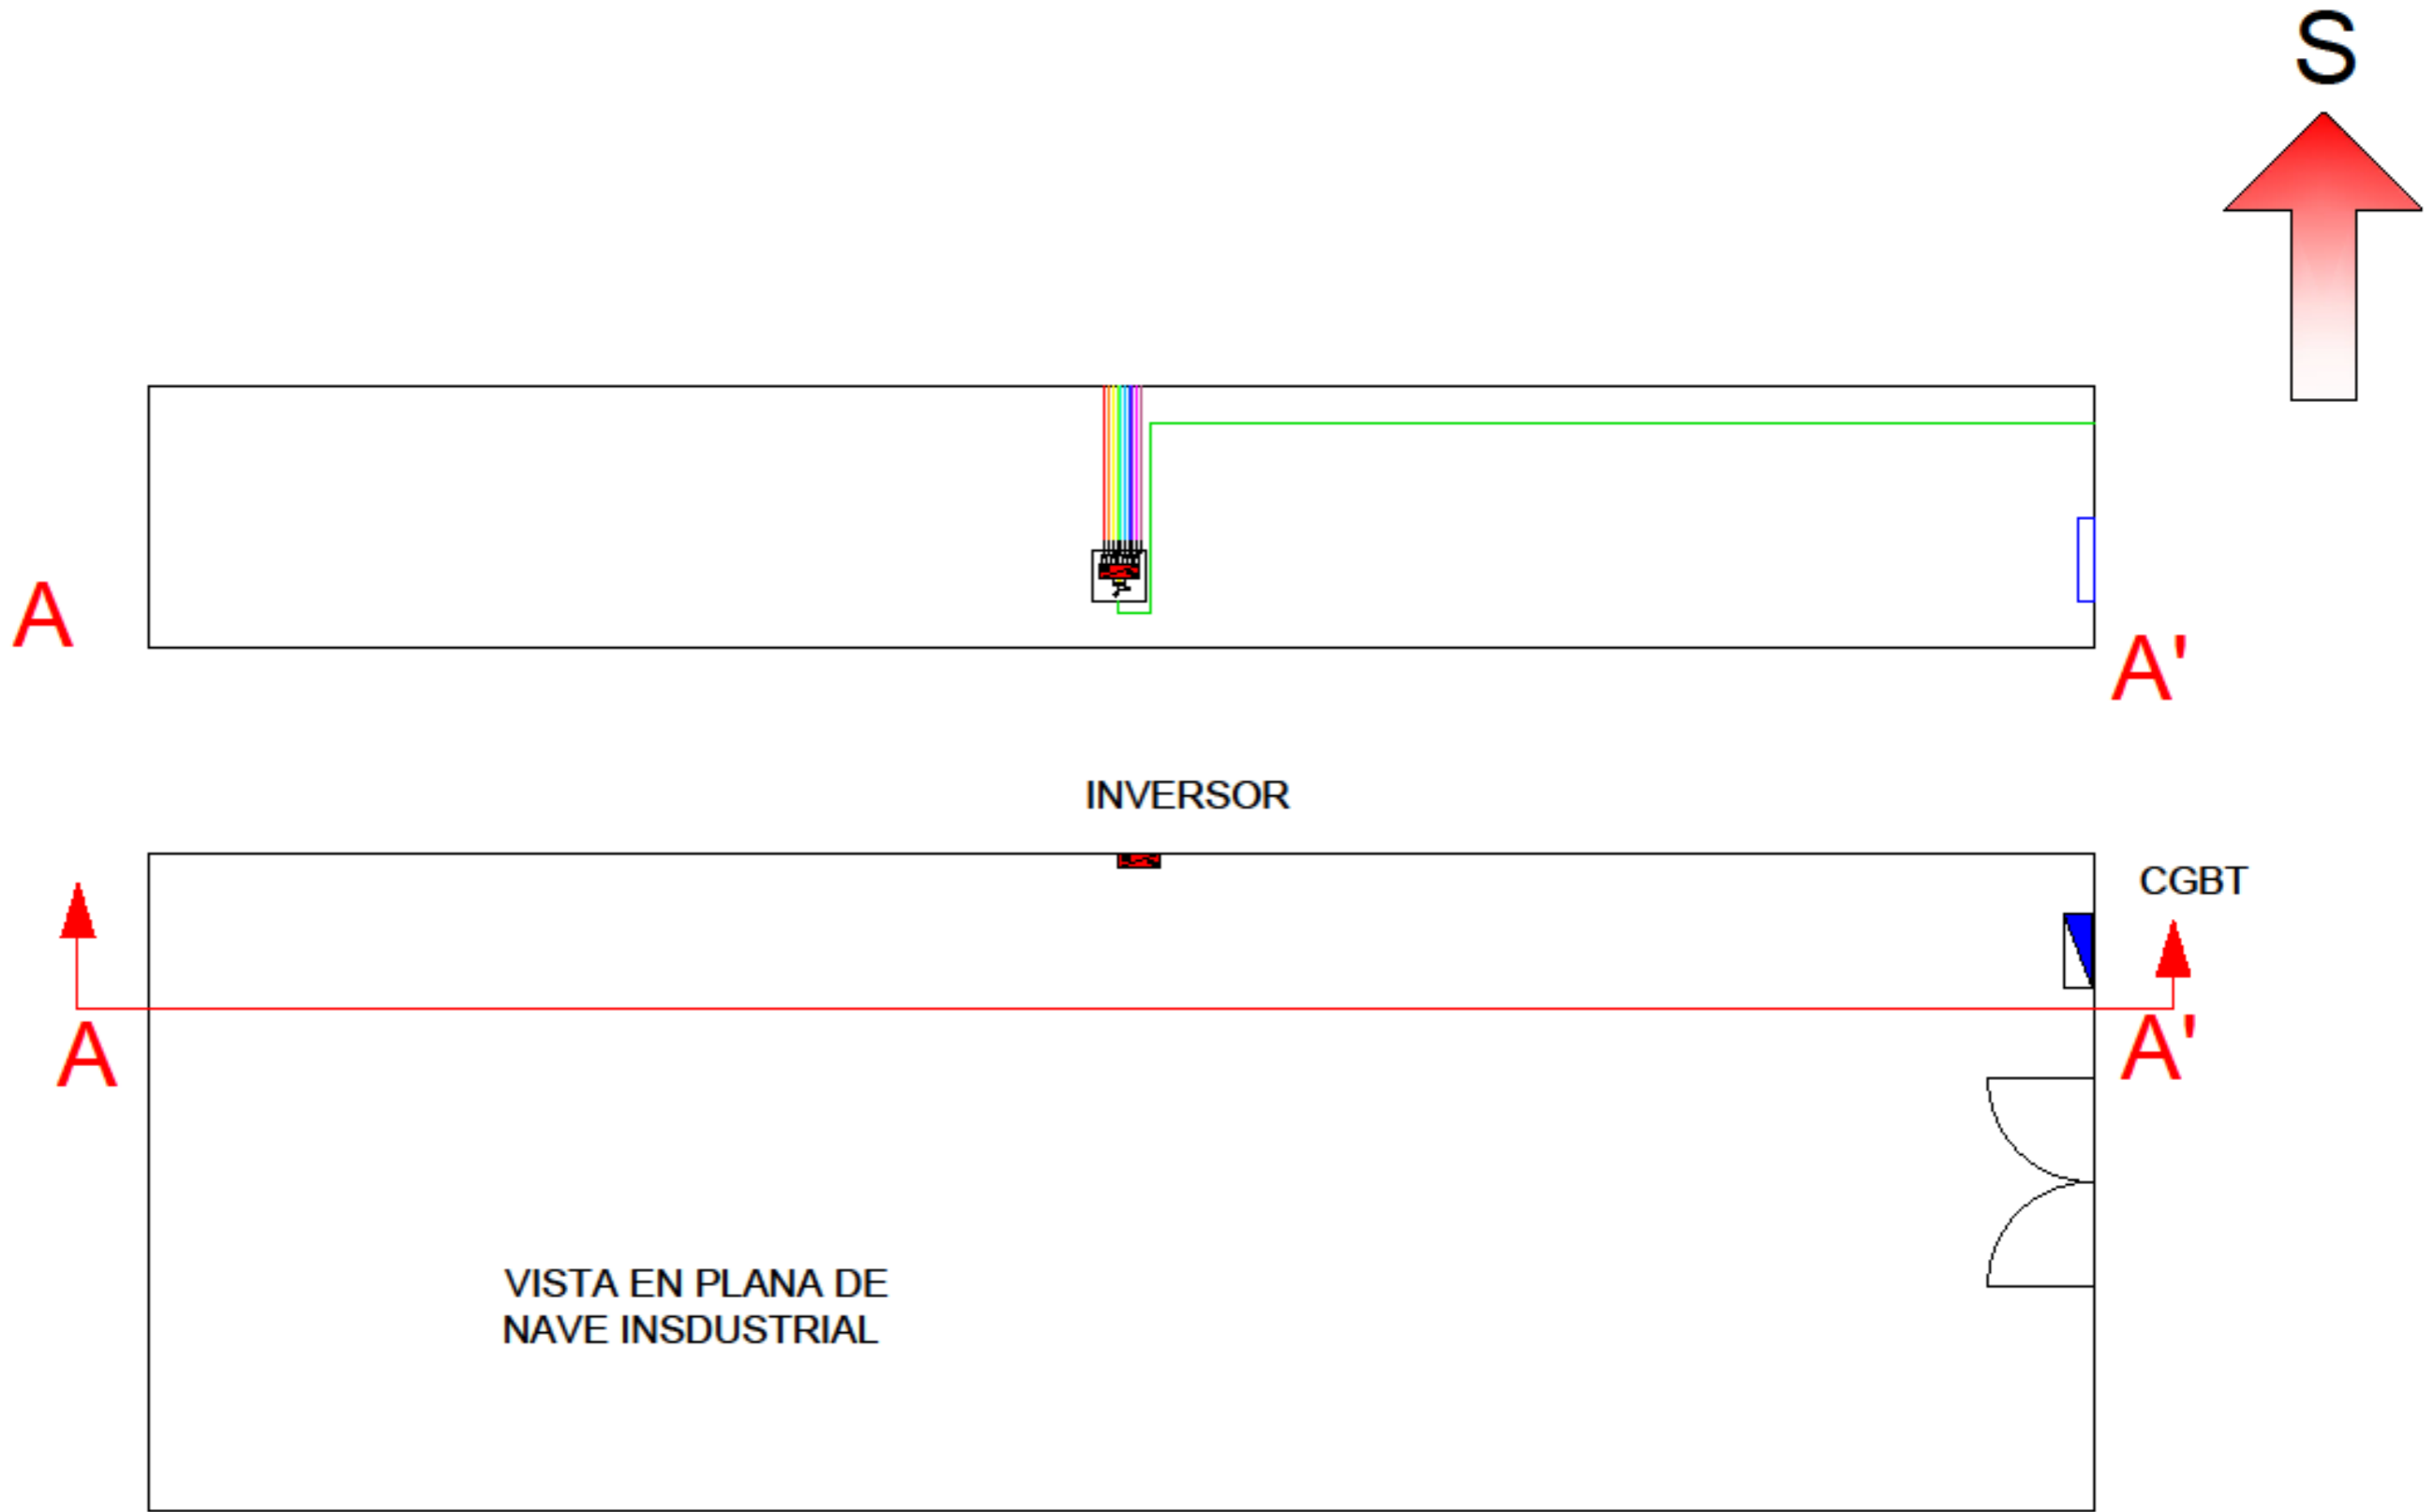 S
A
A'
INVERSOR
CGBT
A
A'
VISTA EN PLANA DE
NAVE INSDUSTRIAL